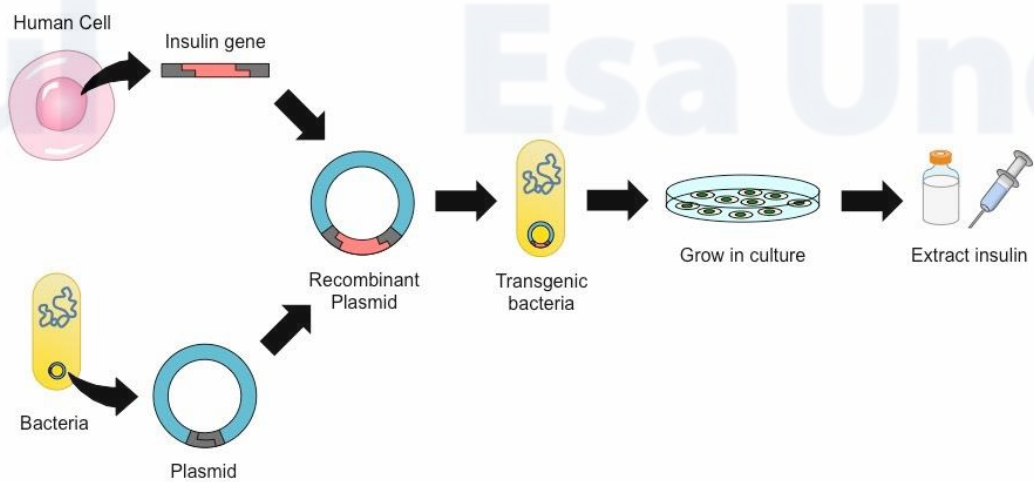 Esa Un
Human Cell
Insulin gene
Recombinant
Plasmid
Transgenic
bacteria
Grow in culture
Extract insulin
Bacteria
Plasmid